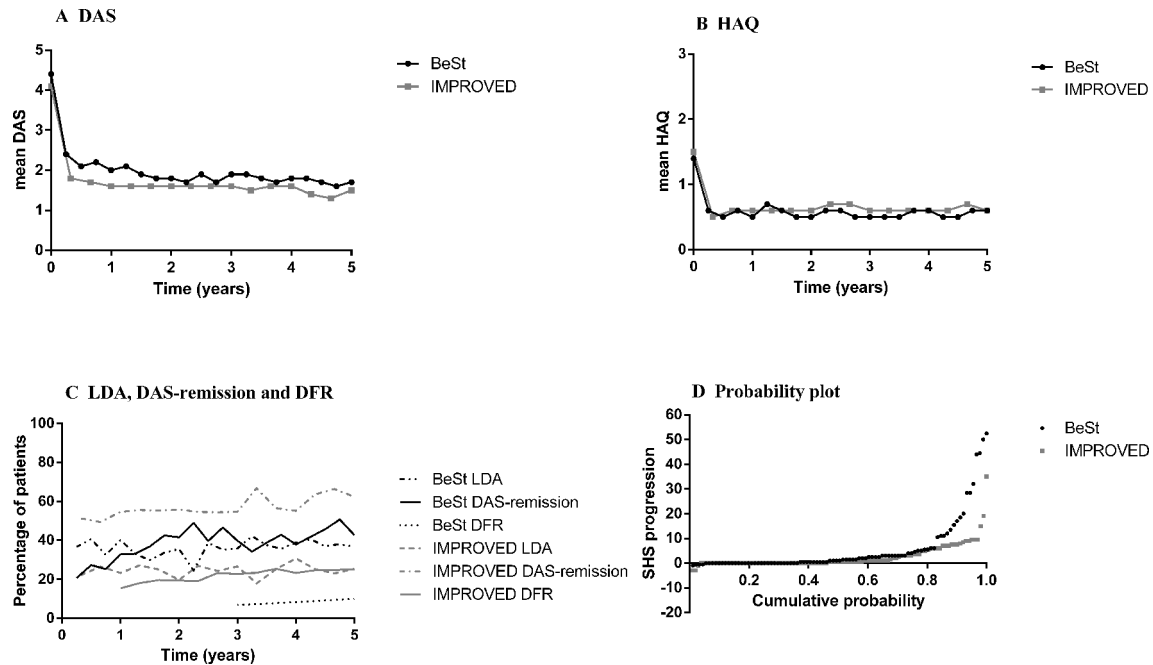 A DAS
5
4
3
2
1
0
mean DAS
0 1 2 3 4 5
Time (years)
BeSt
IMPROVED
B HAQ
3
2
1
0
mean HAQ
0 1 2 3 4 5
Time (years)
BeSt
IMPROVED
C LDA, DAS-remission and DFR
100
80
60
40
20
0
Percentage of patients
0 1 2 3 4 5
Time (years)
BeSt LDA
BeSt DAS-remission
BeSt DFR
IMPROVED LDA
IMPROVED DAS-remission
IMPROVED DFR
D Probability plot
60
50
40
30
20
10
0
-10
-20
SHS progression
0.2 0.4 0.6 0.8 1.0
Cumulative probability
BeSt
IMPROVED